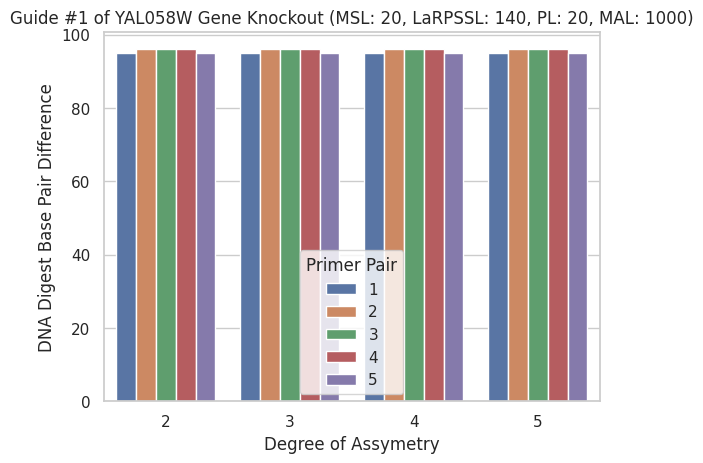 Guide #1 of YAL058W Gene Knockout (MSL: 20, LaRPSSL: 140, PL: 20, MAL: 1000)
DNA Digest Base Pair Difference
100
80
60
40
20
0
Primer Pair
1
2
3
4
5
2 3 4 5
Degree of Assymetry